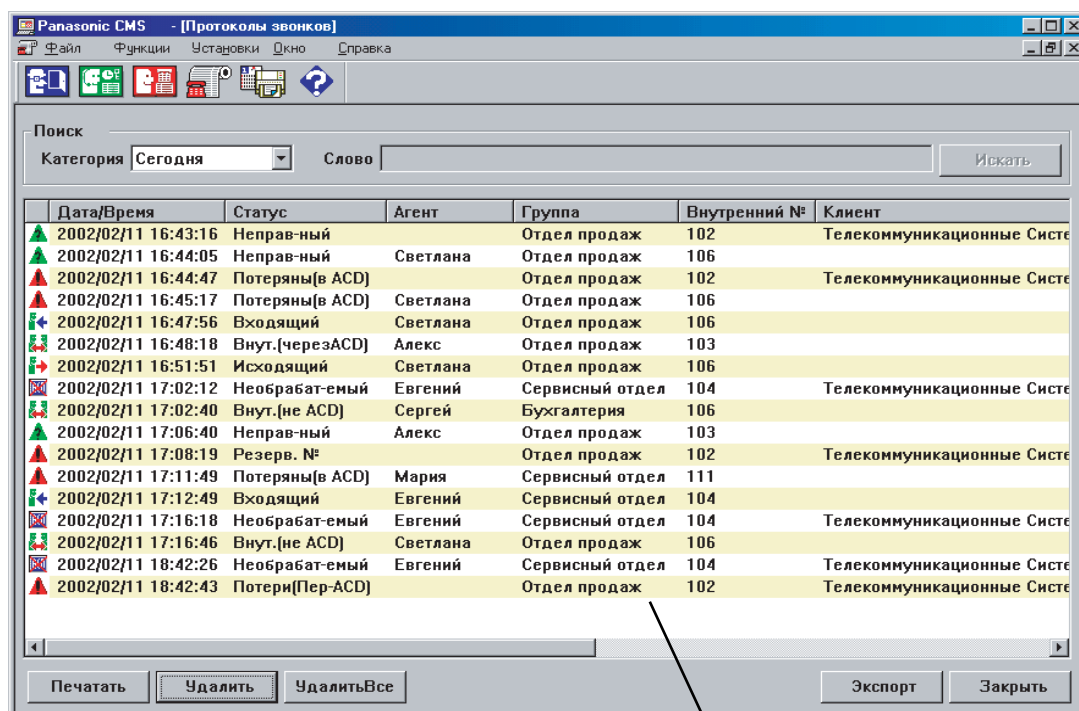 Panasonic CMS - [Протоколы звонков]
Файл Функции Установки Окно Справка
Поиск
Категория Сегодня Слово Искать
Дата/Время Статус Агент Группа Внутренний № Клиент
2002/02/11 16:43:16 Неправ-ный Отдел продаж 102 Телекоммуникационные Систе
2002/02/11 16:44:05 Неправ-ный Светлана Отдел продаж 106
2002/02/11 16:44:47 Потеряны(в ACD) Отдел продаж 102 Телекоммуникационные Систе
2002/02/11 16:45:17 Потеряны(в ACD) Светлана Отдел продаж 106
2002/02/11 16:47:56 Входящий Светлана Отдел продаж 106
2002/02/11 16:48:18 Внут.(черезACD) Алекс Отдел продаж 103
2002/02/11 16:51:51 Исходящий Светлана Отдел продаж 106
2002/02/11 17:02:12 Необрабат-емый Евгений Сервисный отдел 104 Телекоммуникационные Систе
2002/02/11 17:02:40 Внут.(не ACD) Сергей Бухгалтерия 106
2002/02/11 17:06:40 Неправ-ный Алекс Отдел продаж 103
2002/02/11 17:08:19 Резерв. № Отдел продаж 102 Телекоммуникационные Систе
2002/02/11 17:11:49 Потеряны(в ACD) Мария Сервисный отдел 111
2002/02/11 17:12:49 Входящий Евгений Сервисный отдел 104
2002/02/11 17:16:18 Необрабат-емый Евгений Сервисный отдел 104 Телекоммуникационные Систе
2002/02/11 17:16:46 Внут.(не ACD) Светлана Отдел продаж 106
2002/02/11 18:42:26 Необрабат-емый Евгений Сервисный отдел 104 Телекоммуникационные Систе
2002/02/11 18:42:43 Потери(Пер-ACD) Отдел продаж 102 Телекоммуникационные Систе
Печатать Удалить УдалитьВсе Экспорт Закрыть